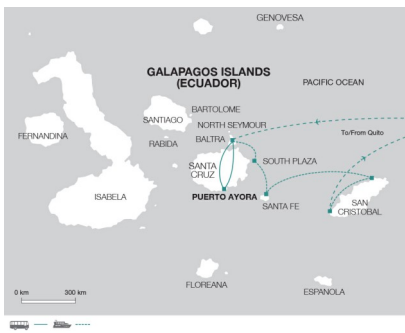 GENOVESA
GALAPAGOS ISLANDS
(ECUADOR)
PACIFIC OCEAN
BARTOLOME
SANTIAGO
NORTH SEYMOUR
To/From Quito
FERNANDINA
BALTRA
RABIDA
SOUTH PLAZA
SANTA
CRUZ
ISABELA
PUERTO AYORA
SANTA FE
SAN
CRISTOBAL
FLOREANA
ESPANOLA
0 km
300 km